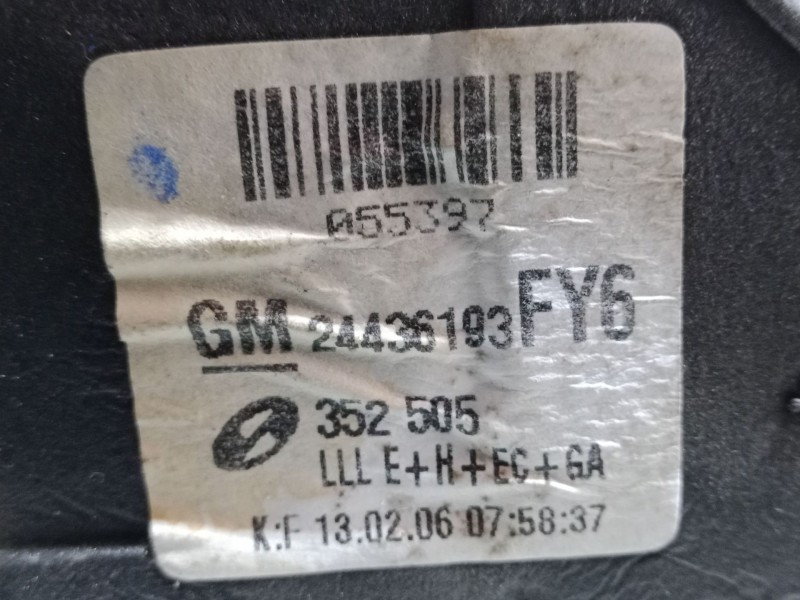 055397
GM 24436193 FY6
352 505
LLL E+H+EC+GA
K:F 13.02.06 07:58:37